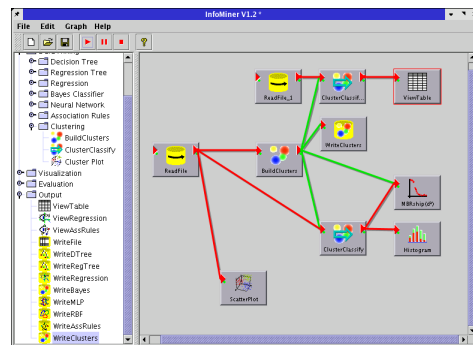 InfoMiner V1.2 *
File Edit Graph Help
Decision Tree
Regression Tree
Regression
Bayes Classifier
Neural Network
Association Rules
Clustering
BuildClusters
ClusterClassify
Cluster Plot
Visualization
Evaluation
Output
ViewTable
ViewRegression
ViewAssRules
WriteFile
WriteDTree
WriteRegTree
WriteRegression
WriteBayes
WriteMLP
WriteRBF
WriteAssRules
WriteClusters
ReadFile_1
ClusterClassif...
ViewTable
WriteClusters
ReadFile
BuildClusters
ClusterClassify
Histogram
ScatterPlot